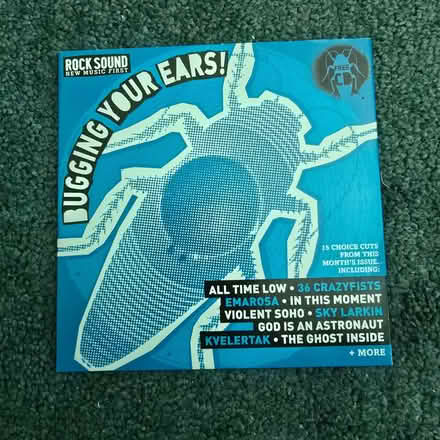 ROCK SOUND
NEW MUSIC FIRST
BUGGING YOUR EARS!
FREE
CD
15 CHOICE CUTS
FROM THIS
MONTH'S ISSUE.
INCLUDING:
ALL TIME LOW • 36 CRAZYFISTS
EMAROSA • IN THIS MOMENT
VIOLENT SOHO • SKY LARKIN
GOD IS AN ASTRONAUT
KVELERTAK • THE GHOST INSIDE
+ MORE